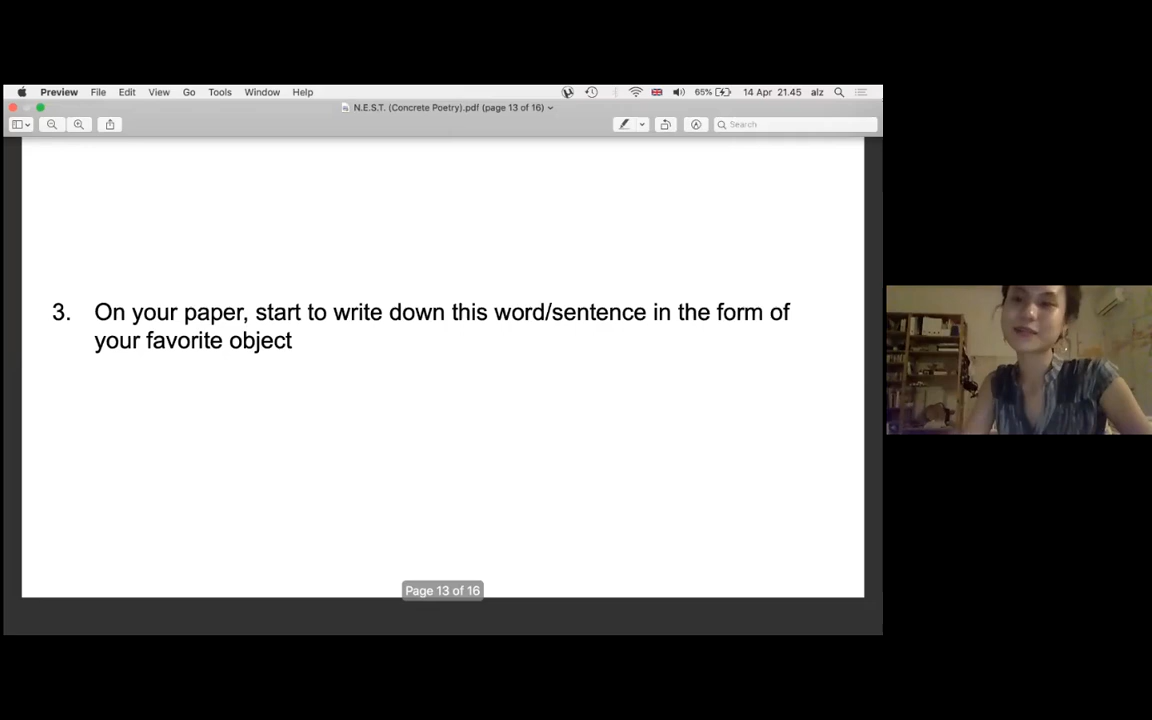 Preview File Edit View Go Tools Window Help 65% 14 Apr 21.45 alz
N.E.S.T. (Concrete Poetry).pdf (page 13 of 16)
Search
3. On your paper, start to write down this word/sentence in the form of
your favorite object
Page 13 of 16